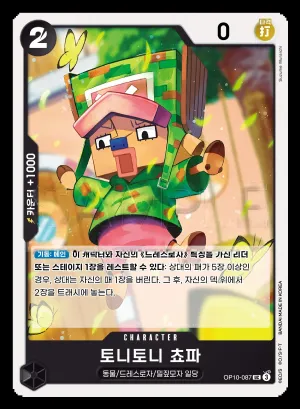 2
0
타격
打
카운터 +1000
기동: 메인 이 캐릭터와 자신의 《드레스로자》 특징을 가진 리더
또는 스테이지 1장을 레스트할 수 있다: 상대의 패가 5장 이상인
경우, 상대는 자신의 패 1장을 버린다. 그 후, 자신의 덱 위에서
2장을 트래시에 놓는다.
CHARACTER
토니토니 쵸파
동물/드레스로자/밀짚모자 일당
OP10-087 UC 3